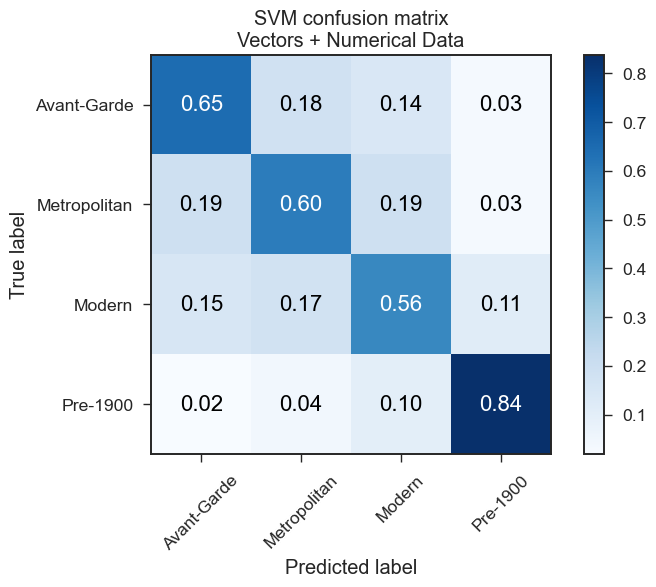 SVM confusion matrix
Vectors + Numerical Data
Avant-Garde 0.65 0.18 0.14 0.03
Metropolitan 0.19 0.60 0.19 0.03
Modern 0.15 0.17 0.56 0.11
Pre-1900 0.02 0.04 0.10 0.84
True label
Avant-Garde Metropolitan Modern Pre-1900
Predicted label
0.8
0.7
0.6
0.5
0.4
0.3
0.2
0.1